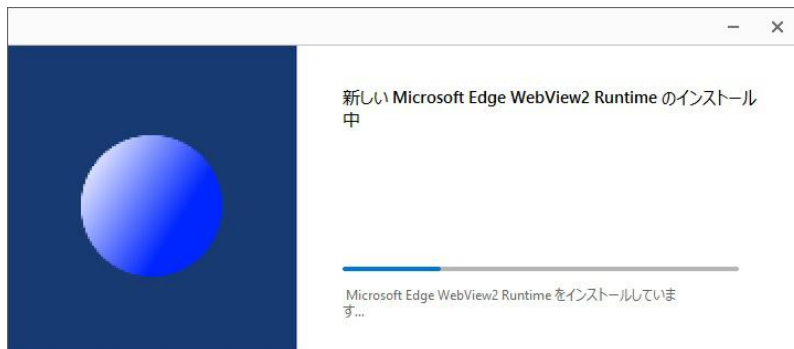 新しい Microsoft Edge WebView2 Runtime のインストール
中
Microsoft Edge WebView2 Runtime をインストールしていま
す...